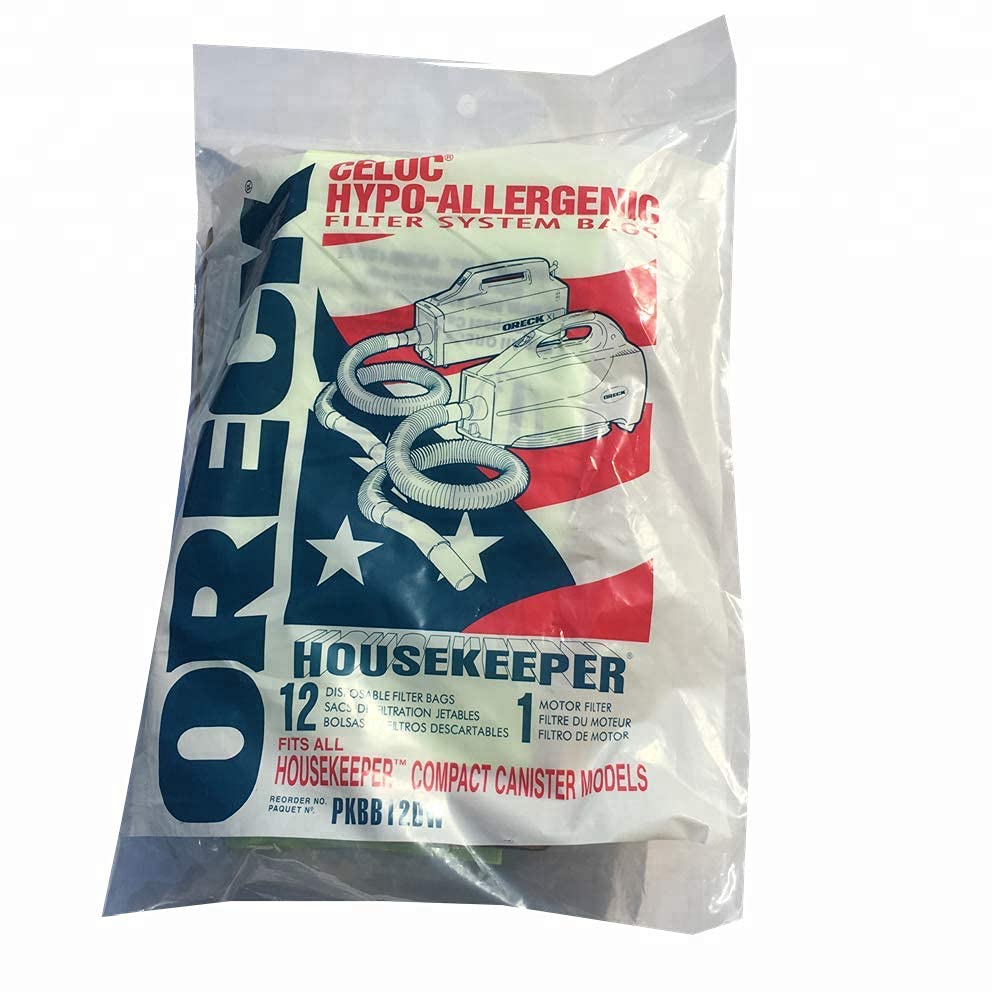 ORECK®
CELOC®
HYPO-ALLERGENIC
FILTER SYSTEM BAGS
ORECK XL
ORECK
HOUSEKEEPER®
12 DISPOSABLE FILTER BAGS
SACS DE FILTRATION JETABLES
BOLSAS FILTROS DESCARTABLES
1 MOTOR FILTER
FILTRE DU MOTEUR
FILTRO DE MOTOR
FITS ALL
HOUSEKEEPER™ COMPACT CANISTER MODELS
REORDER NO.
PAQUET Nº.
PKBB12DW